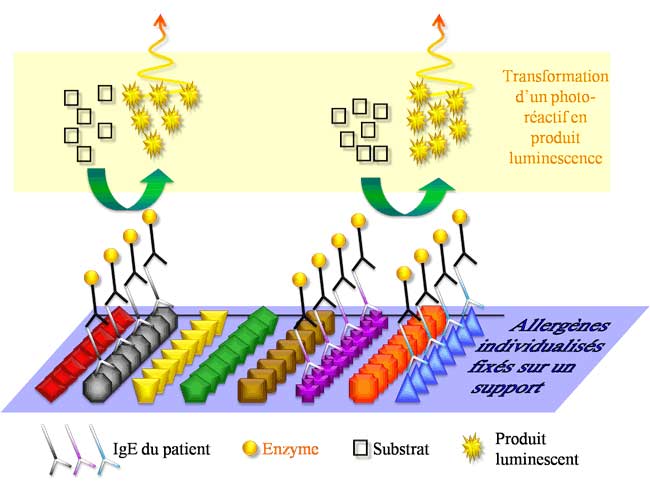 Transformation
d'un photo-
réactif en
produit
luminescence
Allergènes
individualisés
fixés sur un
support
IgE du patient
Enzyme
Substrat
Produit
luminescent